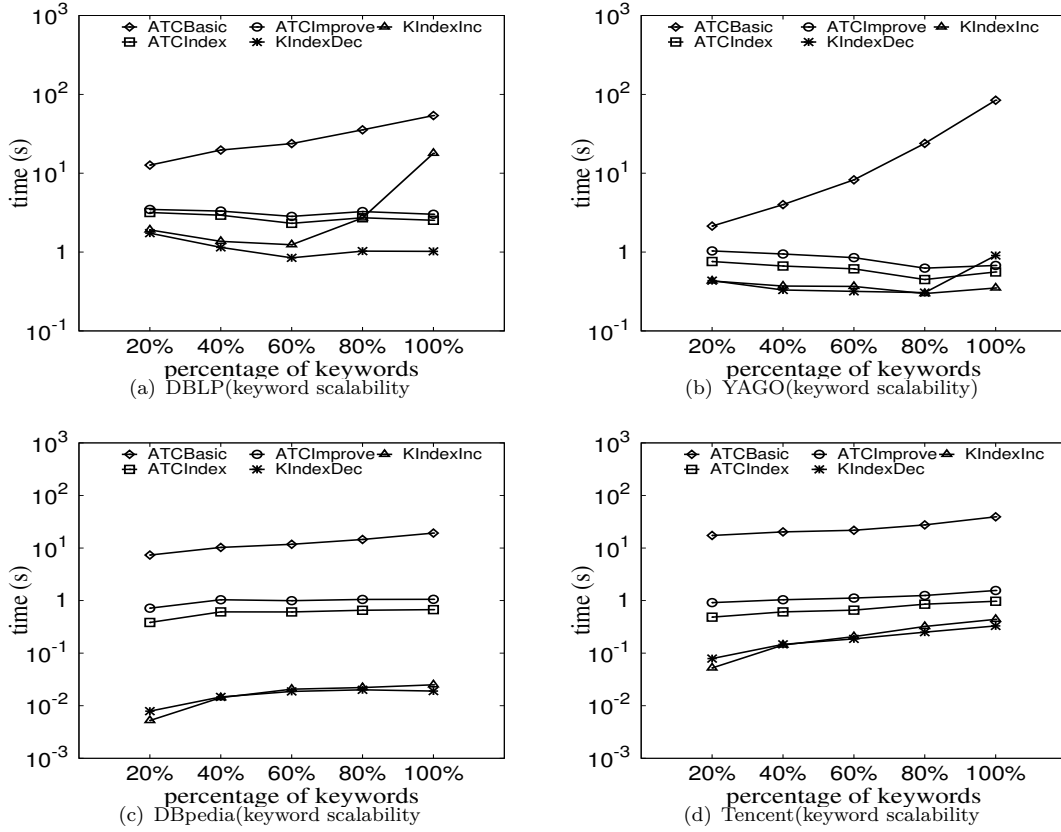 10^3
ATCBasic ATCImprove KIndexInc
ATCIndex KIndexDec
10^2
10^1
1
10^-1
time (s)
20% 40% 60% 80% 100%
percentage of keywords
(a) DBLP(keyword scalability
10^3
ATCBasic ATCImprove KIndexInc
ATCIndex KIndexDec
10^2
10^1
1
10^-1
time (s)
20% 40% 60% 80% 100%
percentage of keywords
(b) YAGO(keyword scalability)
10^3
ATCBasic ATCImprove KIndexInc
ATCIndex KIndexDec
10^2
10^1
1
10^-1
10^-2
10^-3
time (s)
20% 40% 60% 80% 100%
percentage of keywords
(c) DBpedia(keyword scalability
10^3
ATCBasic ATCImprove KIndexInc
ATCIndex KIndexDec
10^2
10^1
1
10^-1
10^-2
10^-3
time (s)
20% 40% 60% 80% 100%
percentage of keywords
(d) Tencent(keyword scalability